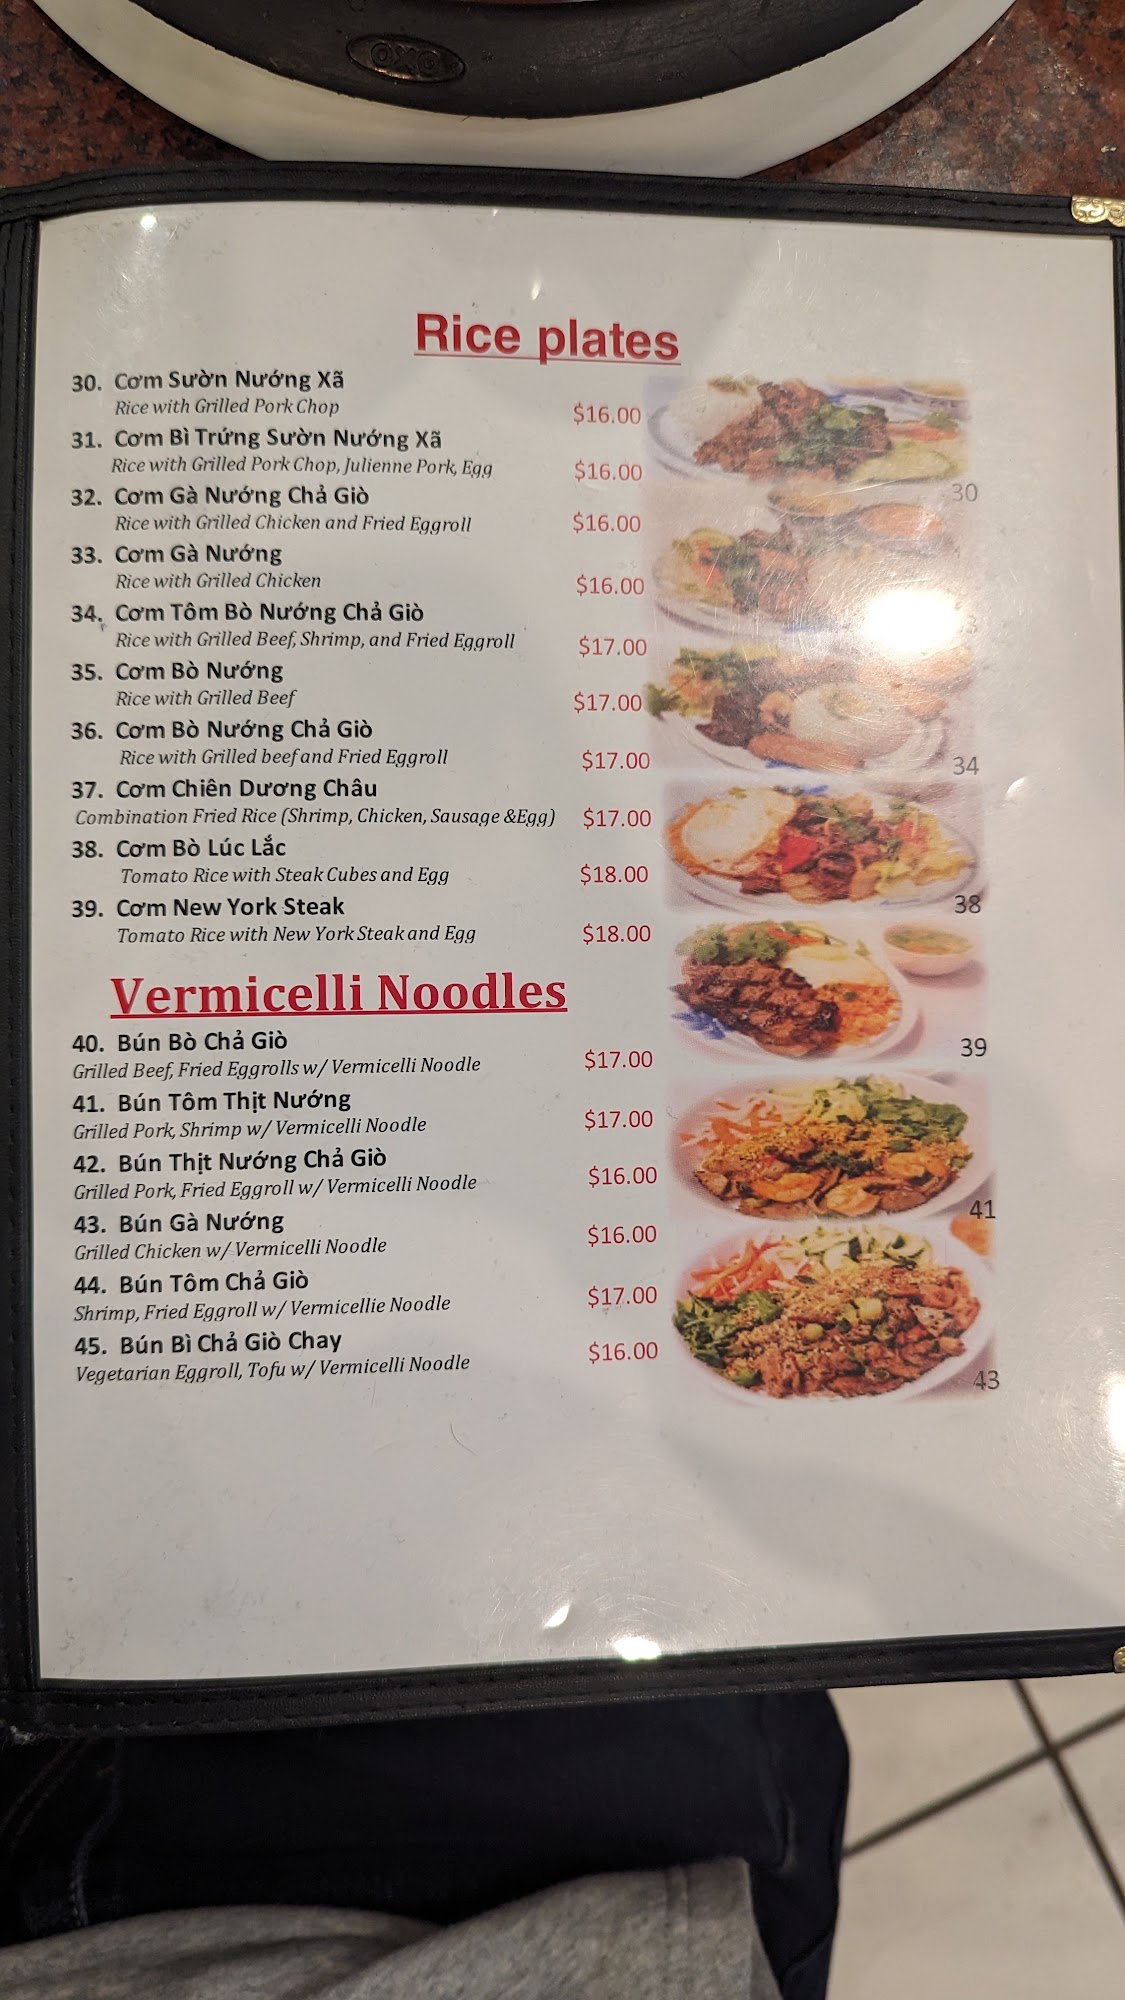 OXO
Rice plates
30. Cơm Sườn Nướng Xã
Rice with Grilled Pork Chop $16.00
31. Cơm Bì Trứng Sườn Nướng Xã
Rice with Grilled Pork Chop, Julienne Pork, Egg $16.00
32. Cơm Gà Nướng Chả Giò
Rice with Grilled Chicken and Fried Eggroll $16.00
33. Cơm Gà Nướng
Rice with Grilled Chicken $16.00
34. Cơm Tôm Bò Nướng Chả Giò
Rice with Grilled Beef, Shrimp, and Fried Eggroll $17.00
35. Cơm Bò Nướng
Rice with Grilled Beef $17.00
36. Cơm Bò Nướng Chả Giò
Rice with Grilled beef and Fried Eggroll $17.00
37. Cơm Chiên Dương Châu
Combination Fried Rice (Shrimp, Chicken, Sausage &Egg) $17.00
38. Cơm Bò Lúc Lắc
Tomato Rice with Steak Cubes and Egg $18.00
39. Cơm New York Steak
Tomato Rice with New York Steak and Egg $18.00
Vermicelli Noodles
40. Bún Bò Chả Giò
Grilled Beef, Fried Eggrolls w/ Vermicelli Noodle $17.00
41. Bún Tôm Thịt Nướng
Grilled Pork, Shrimp w/ Vermicelli Noodle $17.00
42. Bún Thịt Nướng Chả Giò
Grilled Pork, Fried Eggroll w/ Vermicelli Noodle $16.00
43. Bún Gà Nướng
Grilled Chicken w/ Vermicelli Noodle $16.00
44. Bún Tôm Chả Giò
Shrimp, Fried Eggroll w/ Vermicellie Noodle $17.00
45. Bún Bì Chả Giò Chay
Vegetarian Eggroll, Tofu w/ Vermicelli Noodle $16.00
30
34
38
39
41
43